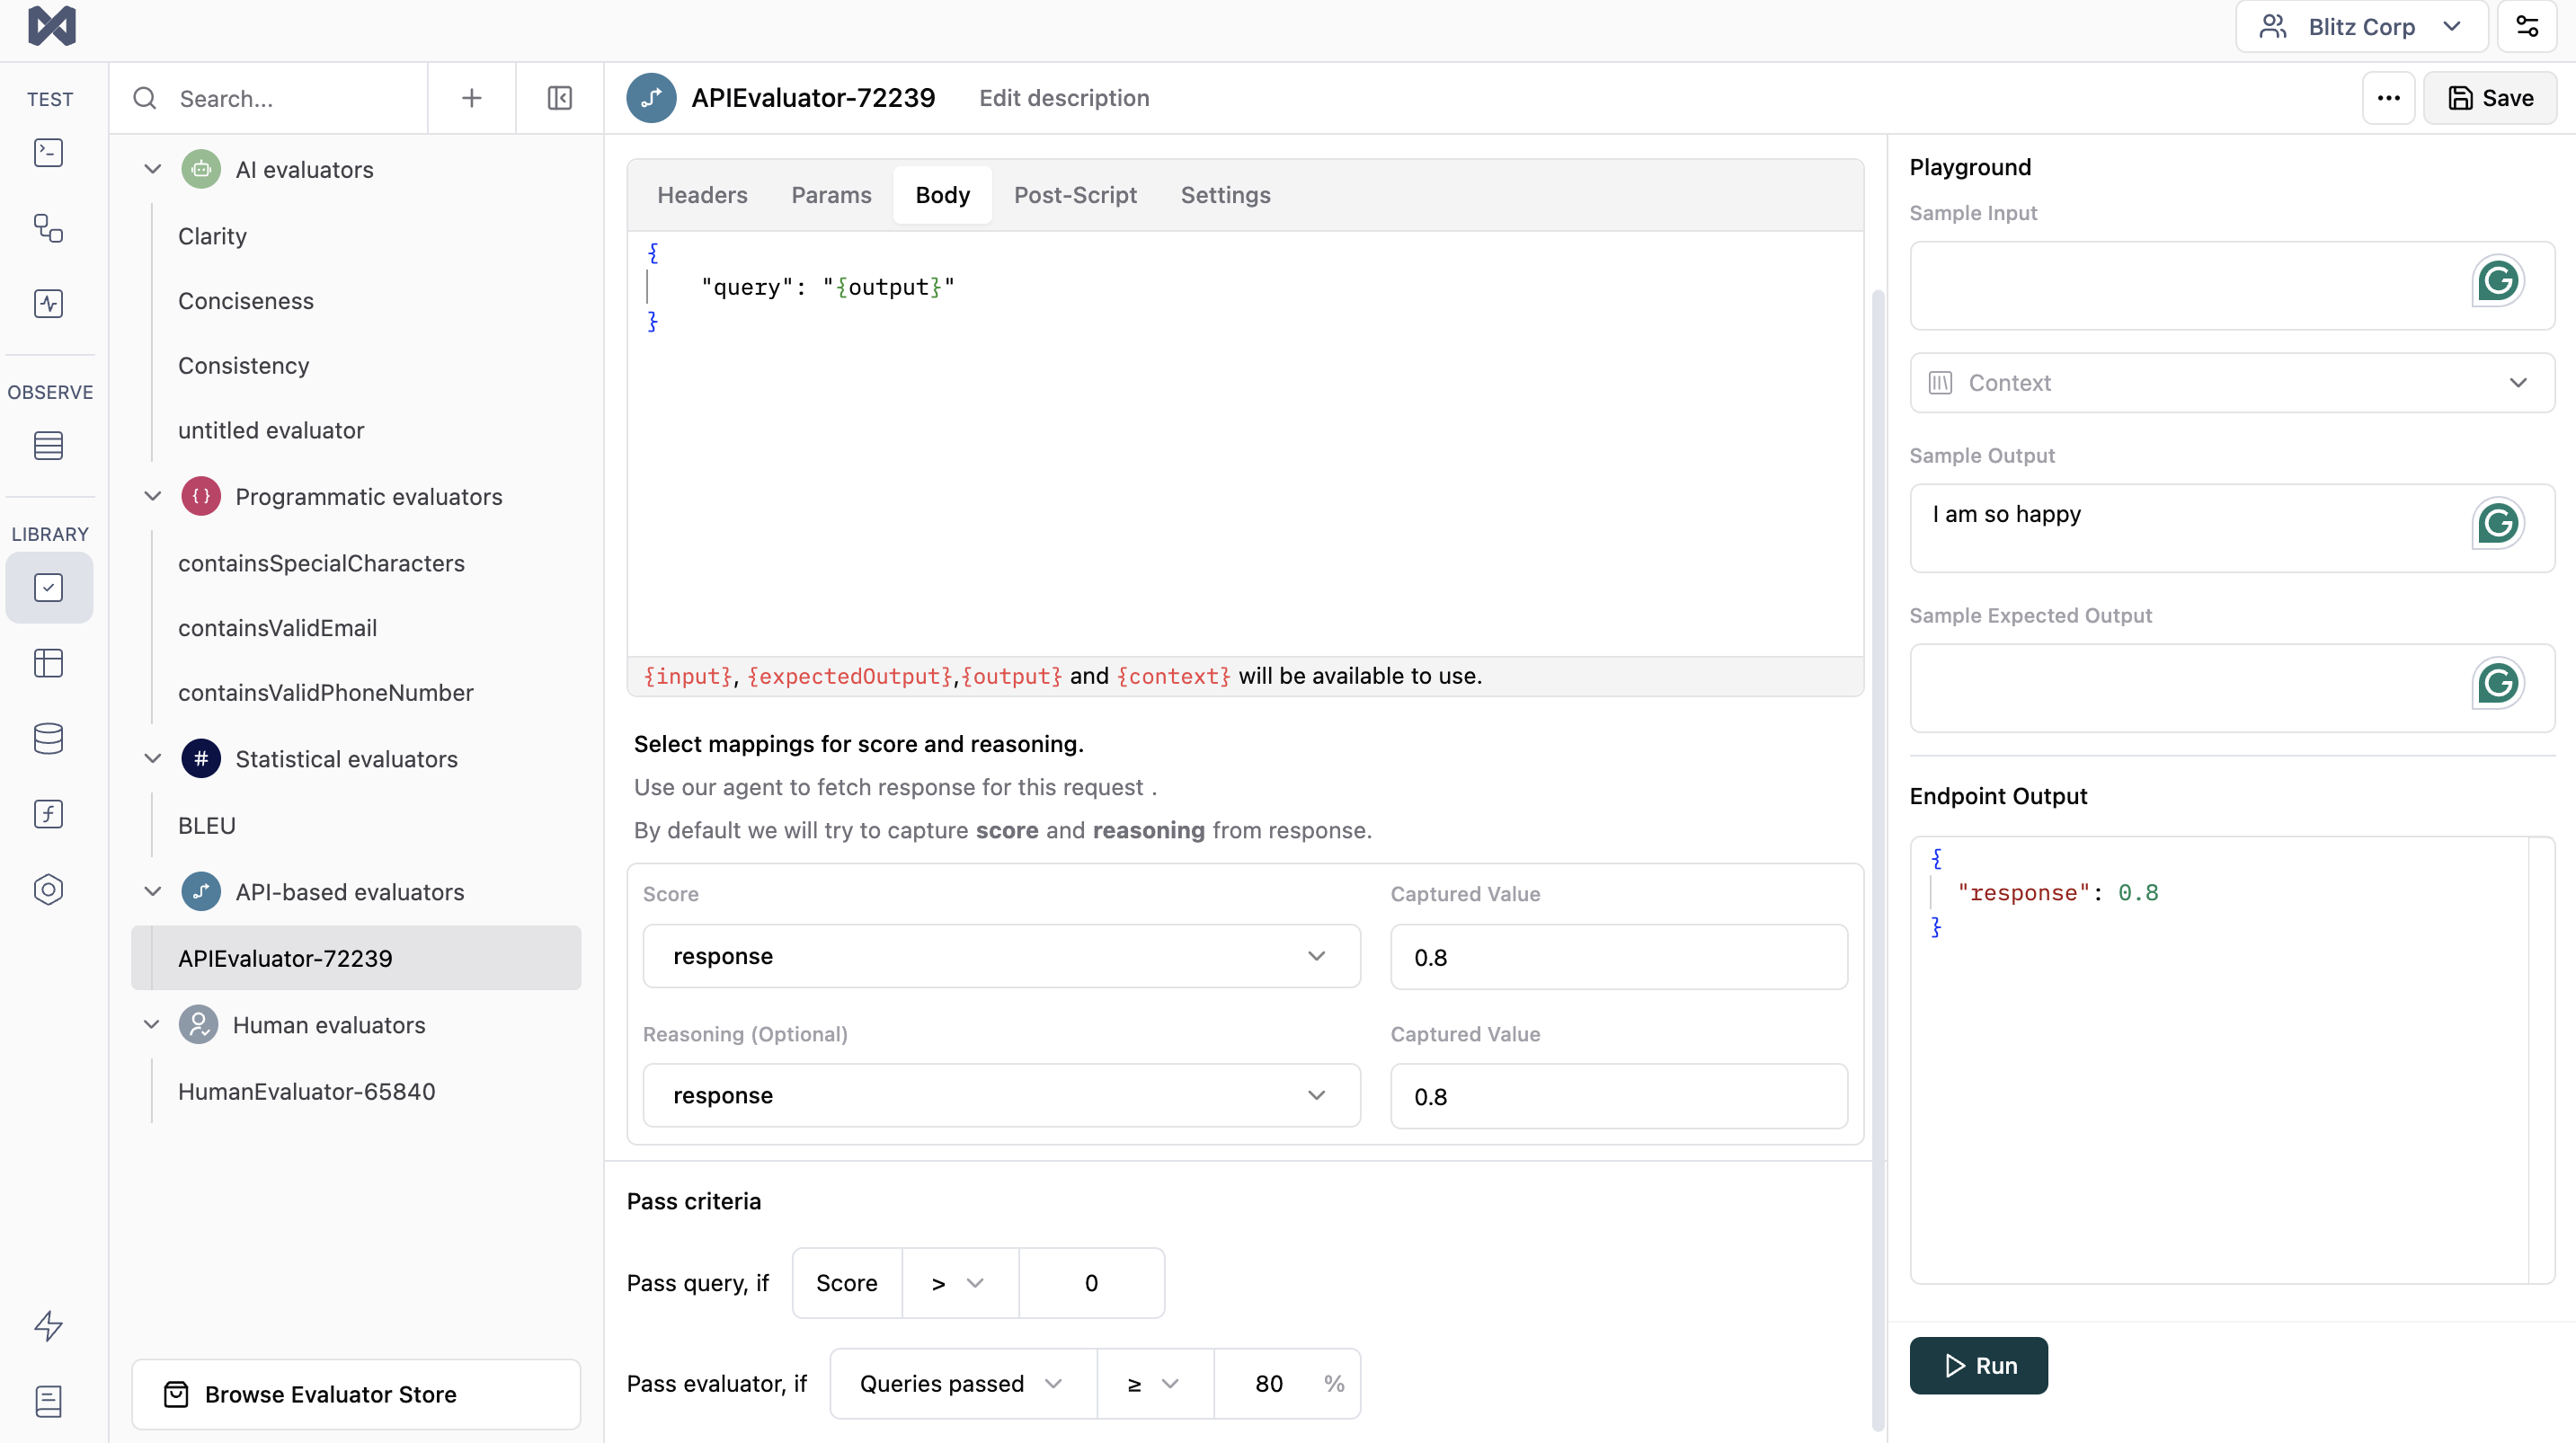 Blitz Corp
TEST
OBSERVE
LIBRARY
Search...
AI evaluators
Clarity
Conciseness
Consistency
untitled evaluator
{ } Programmatic evaluators
containsSpecialCharacters
containsValidEmail
containsValidPhoneNumber
# Statistical evaluators
BLEU
API-based evaluators
APIEvaluator-72239
Human evaluators
HumanEvaluator-65840
Browse Evaluator Store
APIEvaluator-72239 Edit description
... Save
Headers Params Body Post-Script Settings
{
"query": "{output}"
}
{input}, {expectedOutput},{output} and {context} will be available to use.
Select mappings for score and reasoning.
Use our agent to fetch response for this request .
By default we will try to capture score and reasoning from response.
Score Captured Value
response 0.8
Reasoning (Optional) Captured Value
response 0.8
Pass criteria
Pass query, if Score > 0
Pass evaluator, if Queries passed ≥ 80 %
Playground
Sample Input
Context
Sample Output
I am so happy
Sample Expected Output
Endpoint Output
{
"response": 0.8
}
Run